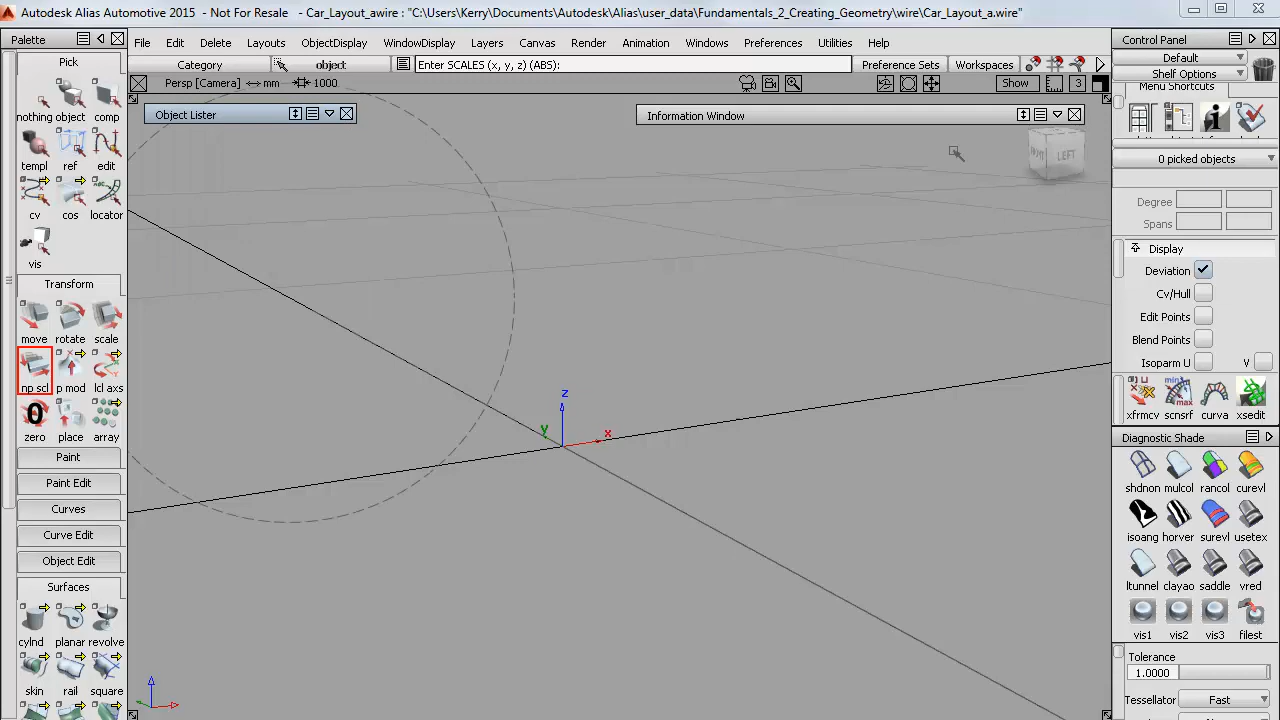 Autodesk Alias Automotive 2015 - Not For Resale - Car_Layout_awire : "C:\Users\Kerry\Documents\Autodesk\Alias\user_data\Fundamentals_2_Creating_Geometry\wire\Car_Layout_a.wire"
Palette
File Edit Delete Layouts ObjectDisplay WindowDisplay Layers Canvas Render Animation Windows Preferences Utilities Help
Control Panel
Category object Enter SCALES (x, y, z) (ABS): Preference Sets Workspaces
Default
Shelf Options
Persp [Camera] mm 1000 Show 3
Menu Shortcuts
Object Lister
Information Window
Pick
nothing object comp
templ ref edit
cv cos locator
vis
Transform
move rotate scale
np scl p mod lcl axs
zero place array
Paint
Paint Edit
Curves
Curve Edit
Object Edit
Surfaces
cylnd planar revolve
skin rail square
LEFT
z
y
x
0 picked objects
Degree
Spans
Display
Deviation
Cv/Hull
Edit Points
Blend Points
Isoparm U V
xfrmcv scnsrf curva xsedit
Diagnostic Shade
shdnon mulcol rancol curevl
isoang horver surevl usetex
ltunnel clayao saddle vred
vis1 vis2 vis3 filest
Tolerance
1.0000
Tessellator Fast